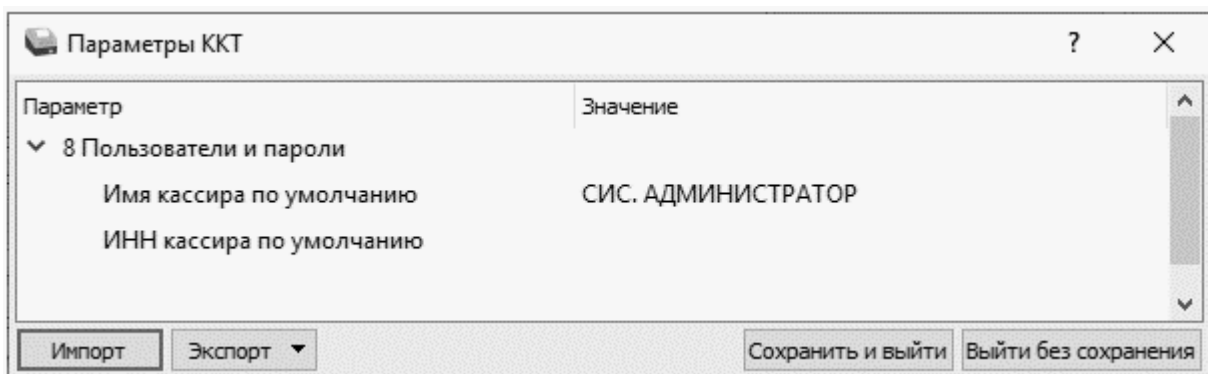 Параметры ККТ ?
Параметр Значение
8 Пользователи и пароли
Имя кассира по умолчанию СИС. АДМИНИСТРАТОР
ИНН кассира по умолчанию
Импорт Экспорт Сохранить и выйти Выйти без сохранения